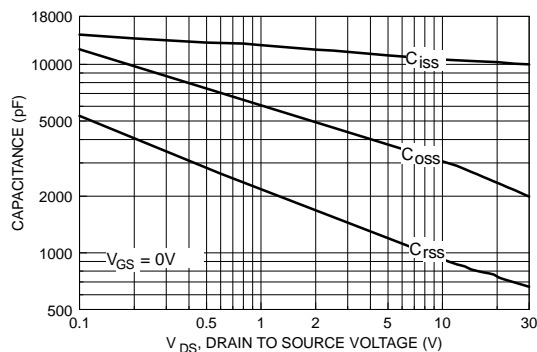 18000
10000
5000
2000
1000
500
CAPACITANCE (pF)
Ciss
Coss
Crss
VGS = 0V
0.1 0.5 1 2 5 10 30
VDS, DRAIN TO SOURCE VOLTAGE (V)